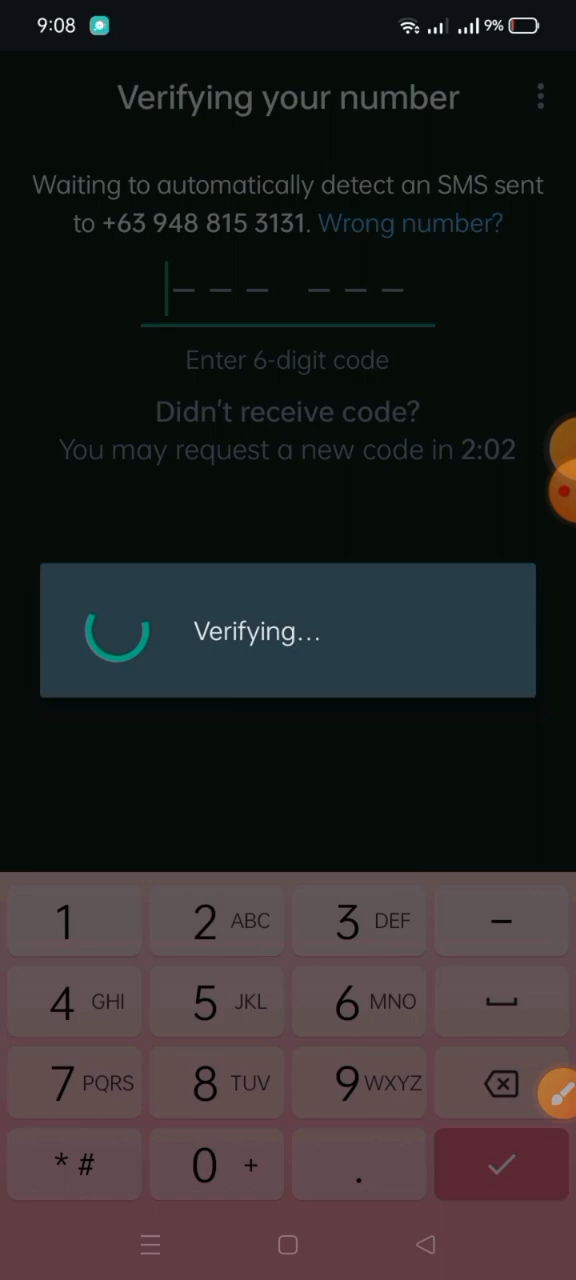 9:08 9%
Verifying your number
Waiting to automatically detect an SMS sent
to +63 948 815 3131. Wrong number?
Enter 6-digit code
Didn't receive code?
You may request a new code in 2:02
Verifying...
1 2 ABC 3 DEF –
4 GHI 5 JKL 6 MNO
7 PQRS 8 TUV 9 WXYZ
* # 0 + .